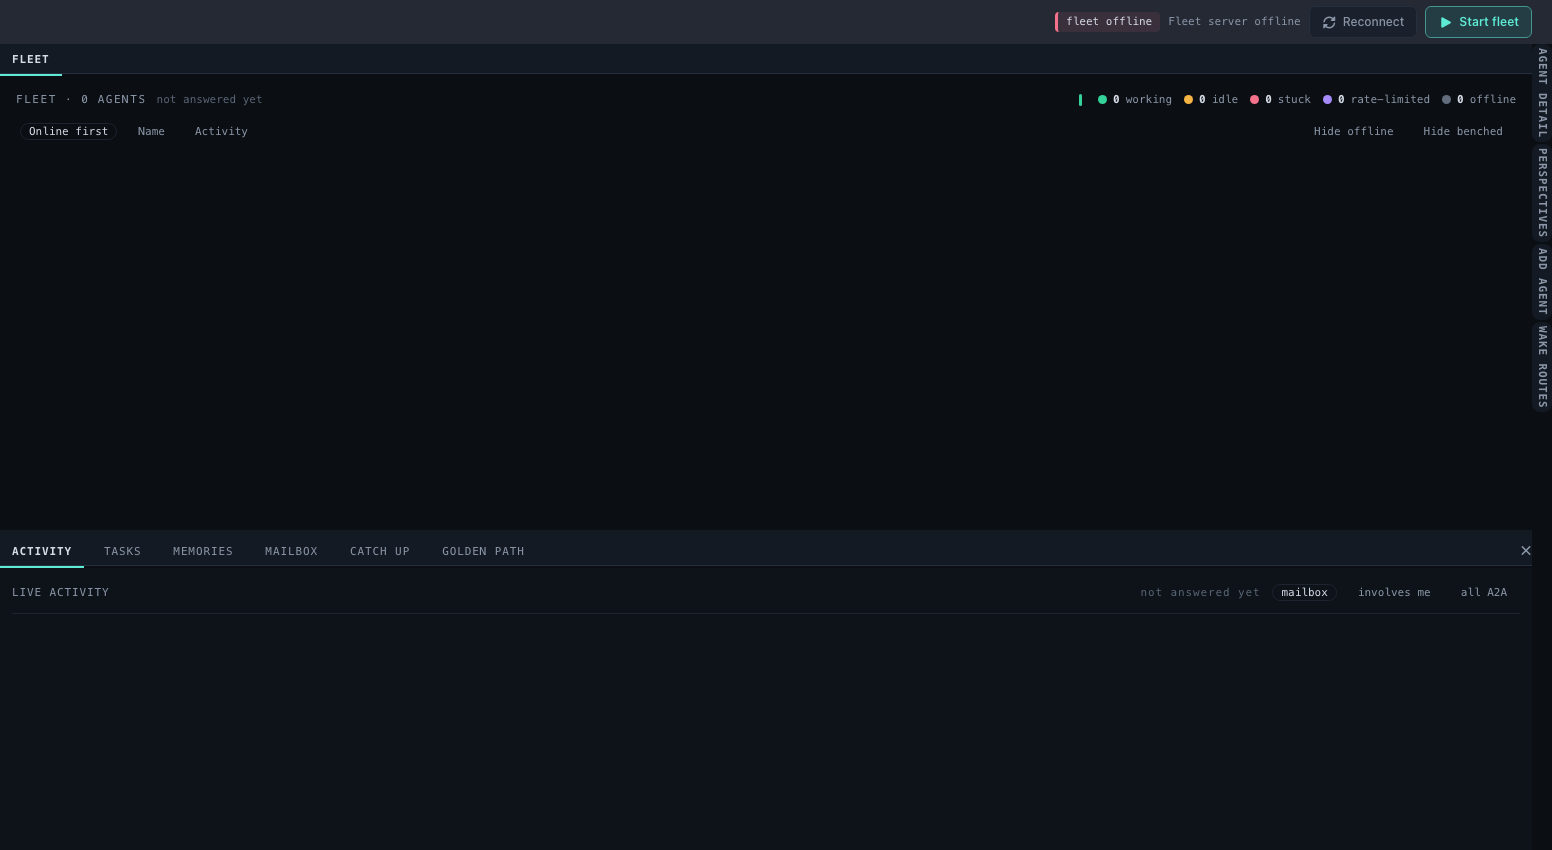 fleet offline Fleet server offline Reconnect Start fleet
FLEET
FLEET · 0 AGENTS not answered yet 0 working 0 idle 0 stuck 0 rate-limited 0 offline
Online first Name Activity Hide offline Hide benched
AGENT DETAIL
PERSPECTIVES
ADD AGENT
WAKE ROUTES
ACTIVITY TASKS MEMORIES MAILBOX CATCH UP GOLDEN PATH
LIVE ACTIVITY not answered yet mailbox involves me all A2A